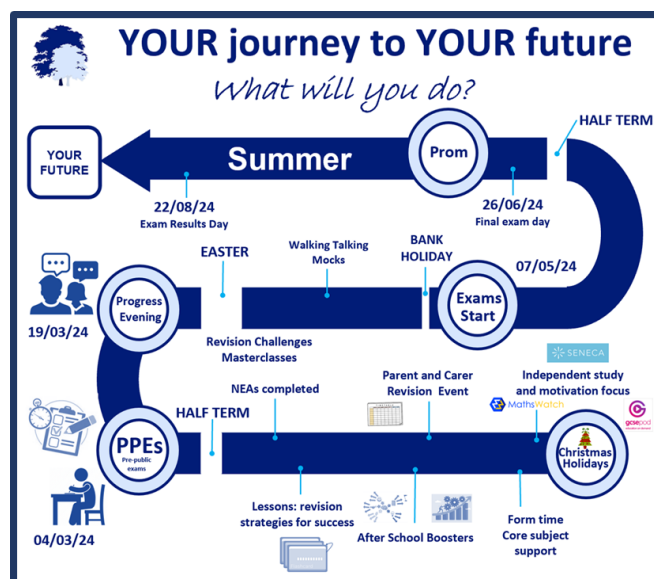 YOUR journey to YOUR future
What will you do?
HALF TERM
YOUR
FUTURE
Summer
Prom
22/08/24
Exam Results Day
26/06/24
Final exam day
EASTER
Walking Talking
Mocks
BANK
HOLIDAY
07/05/24
Progress
Evening
Exams
Start
19/03/24
Revision Challenges
Masterclasses
SENECA
NEAs completed
Parent and Carer
Revision Event
Independent study
and motivation focus
MathsWatch
gcsepod
HALF TERM
PPEs
Pre-public
exams
Christmas
Holidays
Lessons: revision
strategies for success
After School Boosters
Form time
Core subject
support
04/03/24